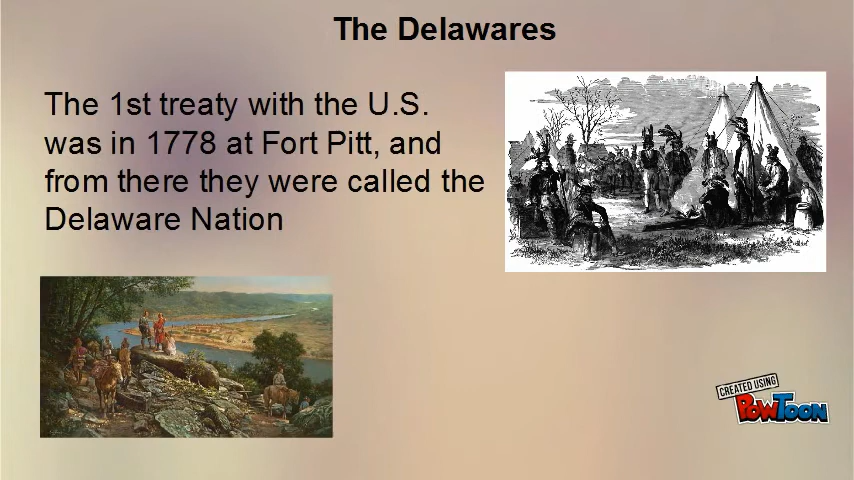 The Delawares
The 1st treaty with the U.S.
was in 1778 at Fort Pitt, and
from there they were called the
Delaware Nation
CREATED USING
POWTOON